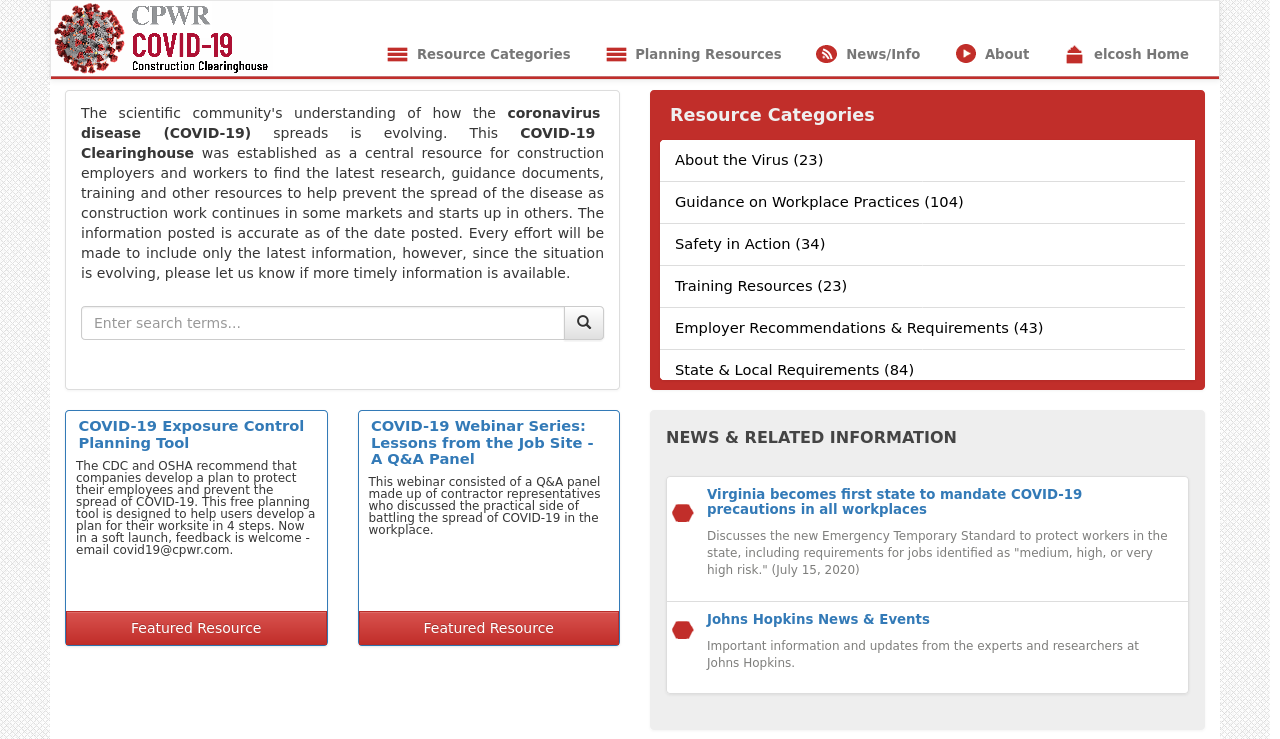 CPWR
COVID-19
Construction Clearinghouse
Resource Categories
Planning Resources
News/Info
About
elcosh Home
The scientific community's understanding of how the coronavirus
disease (COVID-19) spreads is evolving. This COVID-19
Clearinghouse was established as a central resource for construction
employers and workers to find the latest research, guidance documents,
training and other resources to help prevent the spread of the disease as
construction work continues in some markets and starts up in others. The
information posted is accurate as of the date posted. Every effort will be
made to include only the latest information, however, since the situation
is evolving, please let us know if more timely information is available.
Enter search terms...
Resource Categories
About the Virus (23)
Guidance on Workplace Practices (104)
Safety in Action (34)
Training Resources (23)
Employer Recommendations & Requirements (43)
State & Local Requirements (84)
COVID-19 Exposure Control
Planning Tool
The CDC and OSHA recommend that
companies develop a plan to protect
their employees and prevent the
spread of COVID-19. This free planning
tool is designed to help users develop a
plan for their worksite in 4 steps. Now
in a soft launch, feedback is welcome -
email covid19@cpwr.com.
Featured Resource
COVID-19 Webinar Series:
Lessons from the Job Site -
A Q&A Panel
This webinar consisted of a Q&A panel
made up of contractor representatives
who discussed the practical side of
battling the spread of COVID-19 in the
workplace.
Featured Resource
NEWS & RELATED INFORMATION
Virginia becomes first state to mandate COVID-19
precautions in all workplaces
Discusses the new Emergency Temporary Standard to protect workers in the
state, including requirements for jobs identified as "medium, high, or very
high risk." (July 15, 2020)
Johns Hopkins News & Events
Important information and updates from the experts and researchers at
Johns Hopkins.